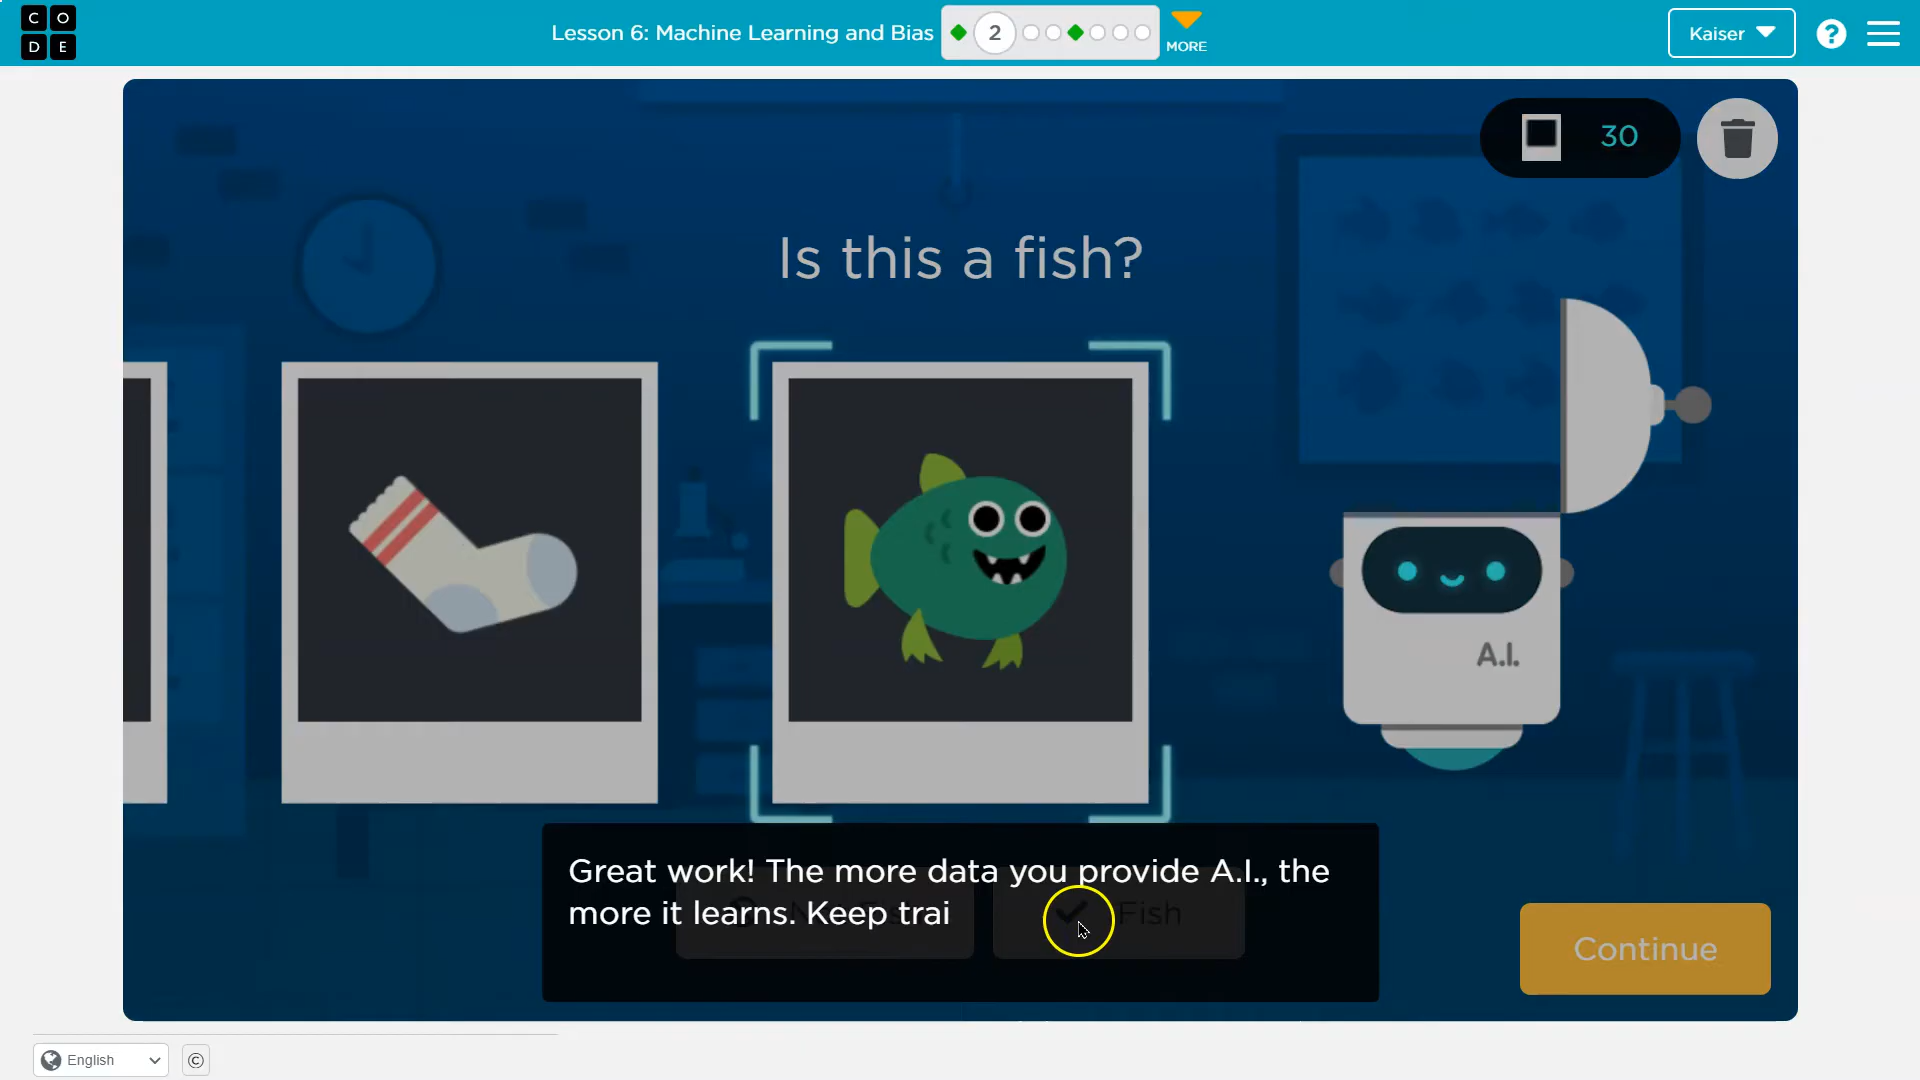 CODE
Lesson 6: Machine Learning and Bias
2
MORE
Kaiser
?
30
Is this a fish?
A.I.
Great work! The more data you provide A.I., the
more it learns. Keep trai
Fish
Continue
English
©